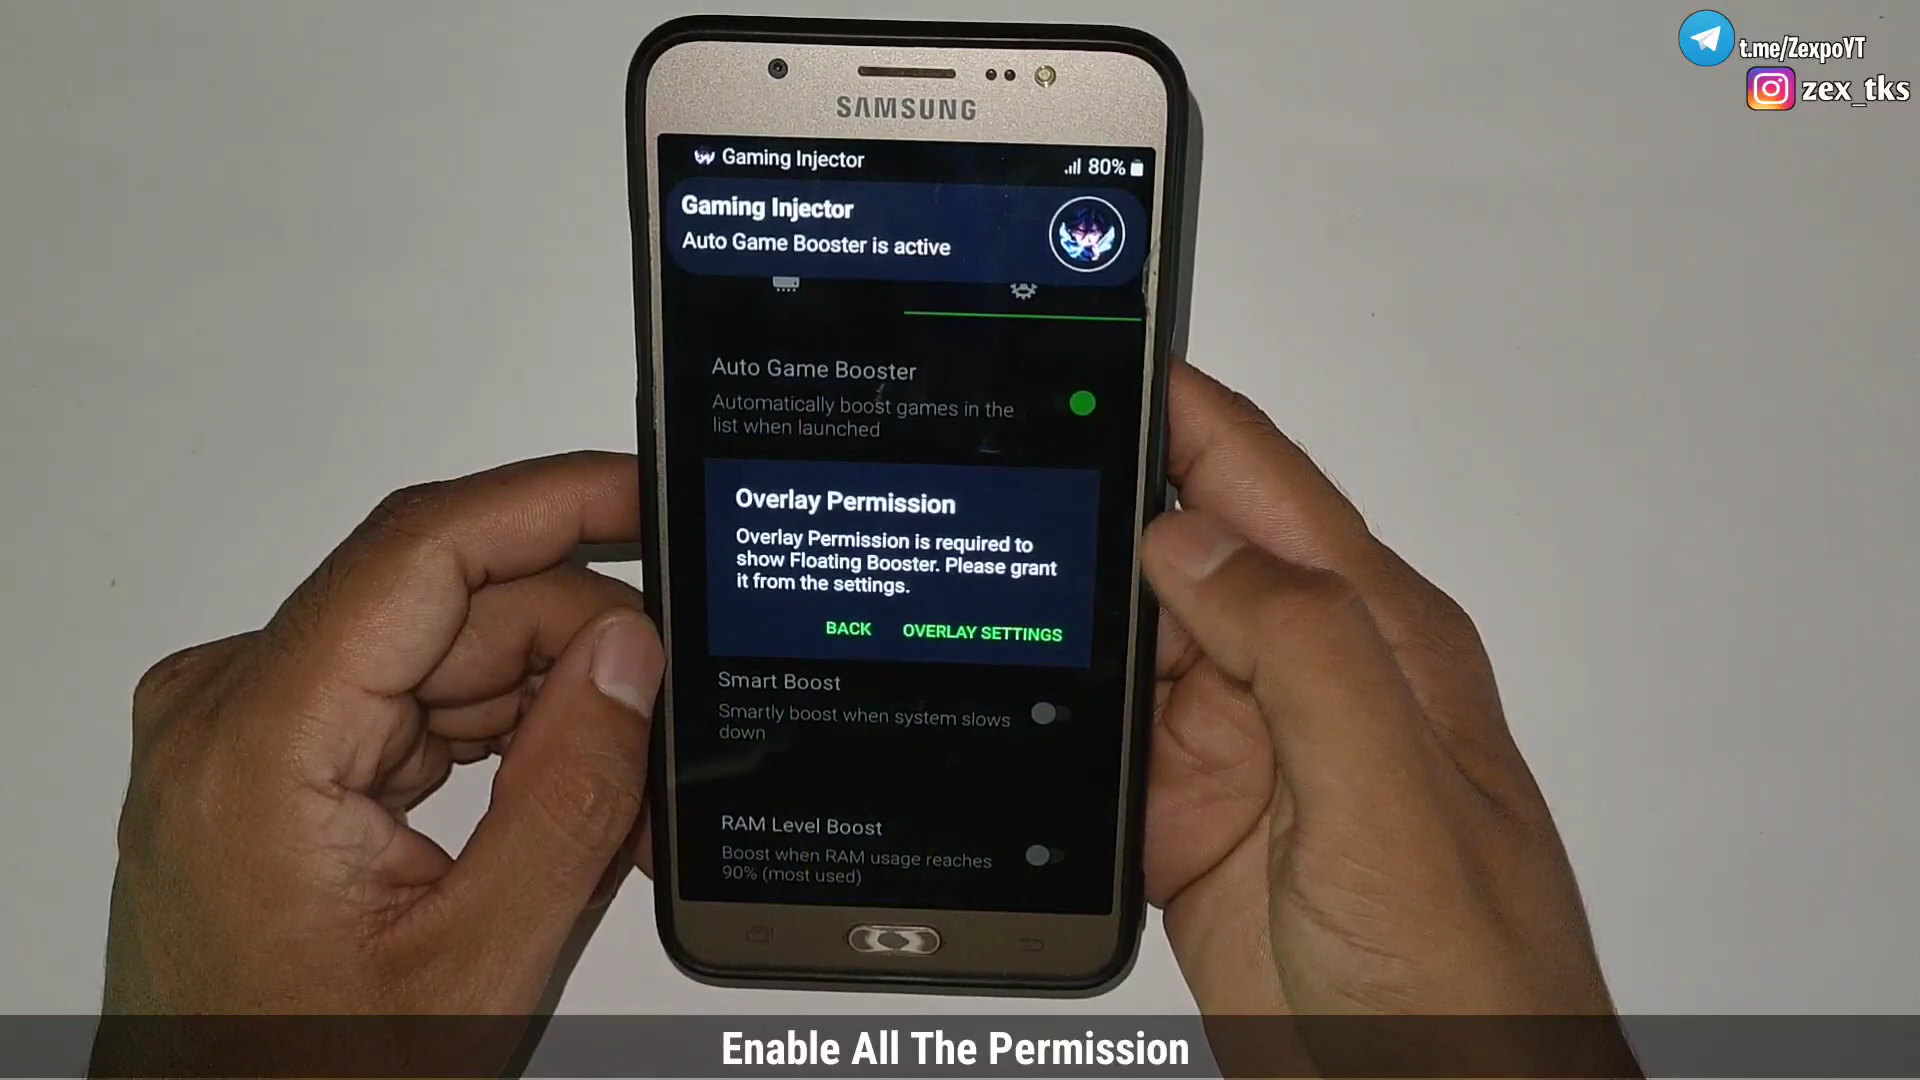 t.me/ZexpoYT
zex_tks
SAMSUNG
Gaming Injector
80%
Gaming Injector
Auto Game Booster is active
Auto Game Booster
Automatically boost games in the
list when launched
Overlay Permission
Overlay Permission is required to
show Floating Booster. Please grant
it from the settings.
BACK OVERLAY SETTINGS
Smart Boost
Smartly boost when system slows
down
RAM Level Boost
Boost when RAM usage reaches
90% (most used)
Enable All The Permission